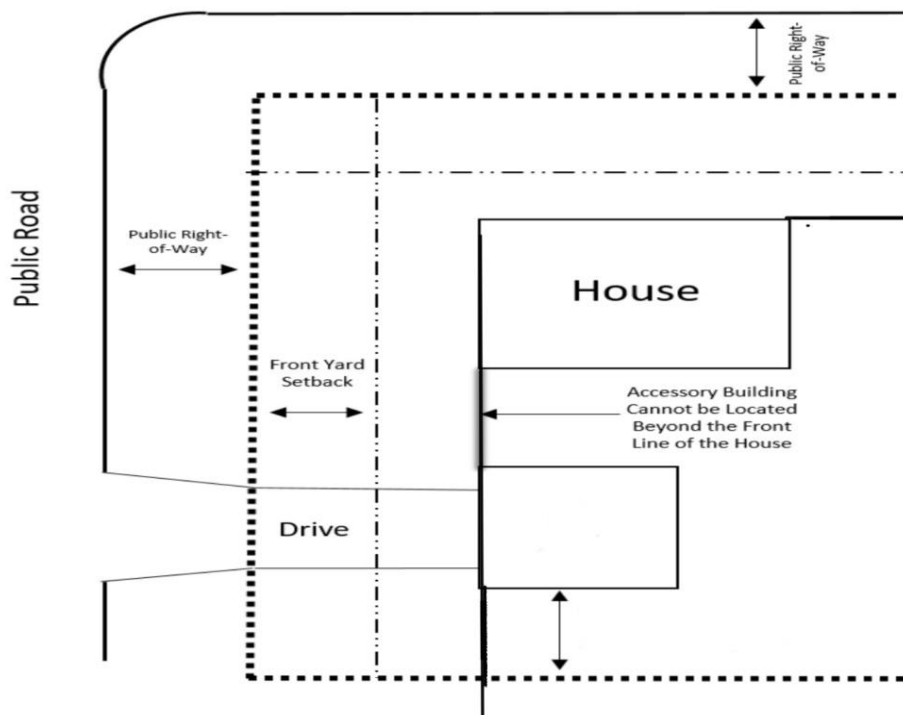 Public Right-
of-Way
Public Road
Public Right-
of-Way
House
Front Yard
Setback
Accessory Building
Cannot be Located
Beyond the Front
Line of the House
Drive